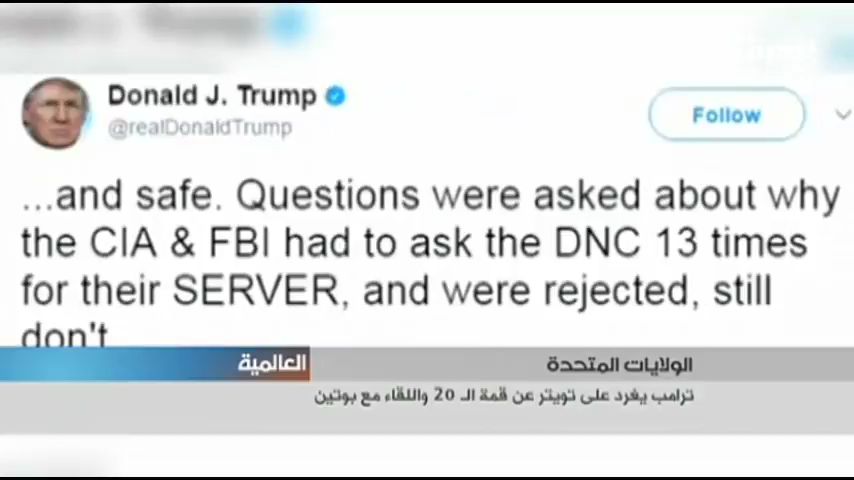 Donald J. Trump
@realDonaldTrump
Follow
...and safe. Questions were asked about why
the CIA & FBI had to ask the DNC 13 times
for their SERVER, and were rejected, still
don't
العالمية
الولايات المتحدة
ترامب يغرد على تويتر عن قمة الـ 20 واللقاء مع بوتين